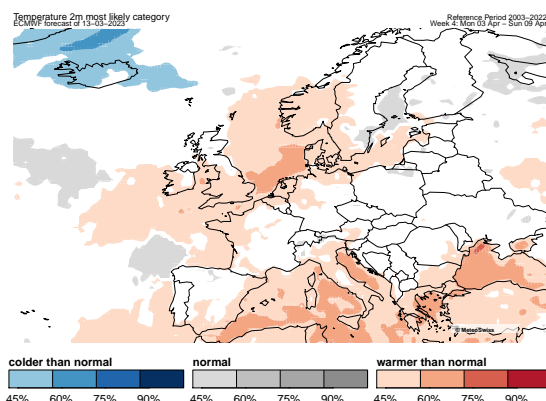 Temperature 2m most likely category
ECMWF forecast of 13-03-2023
Reference Period 2003-2022
Week 4: Mon 03 Apr – Sun 09 Apr
© MeteoSwiss
colder than normal
normal
warmer than normal
45% 60% 75% 90%
45% 60% 75% 90%
45% 60% 75% 90%